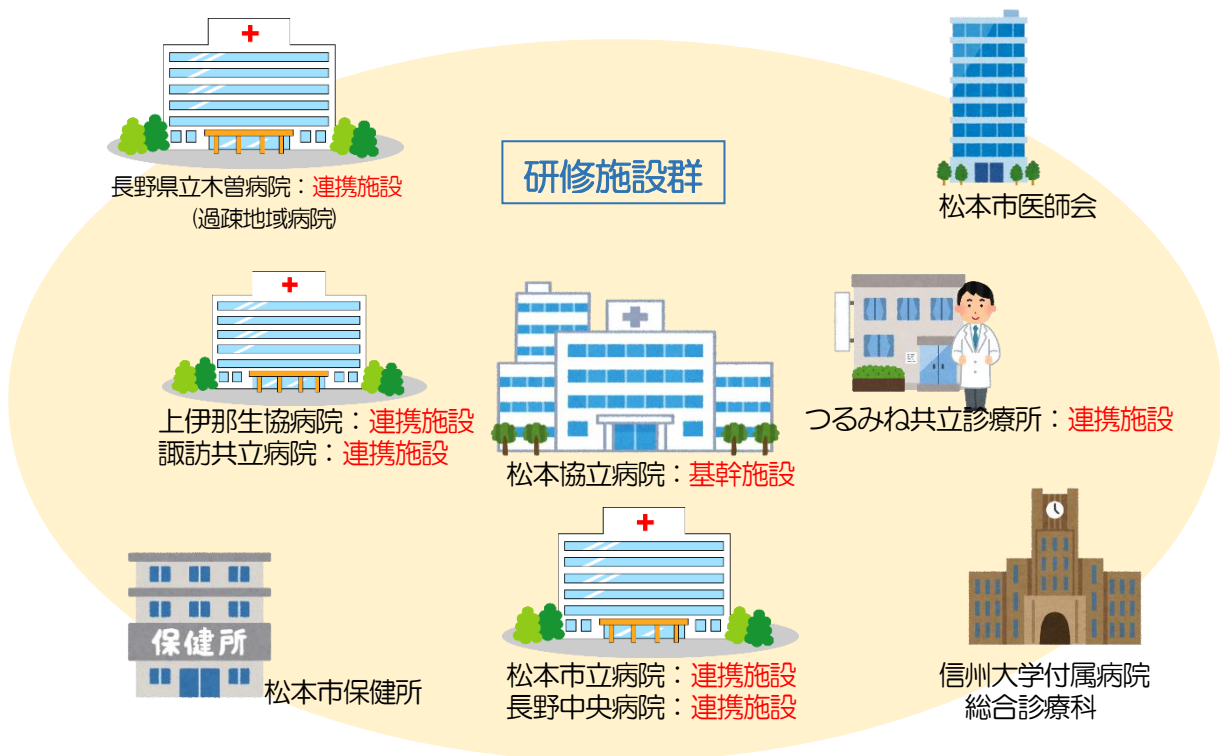 研修施設群
長野県立木曽病院：連携施設
(過疎地域病院)
松本市医師会
上伊那生協病院：連携施設
諏訪共立病院：連携施設
松本協立病院：基幹施設
つるみね共立診療所：連携施設
保健所
松本市保健所
松本市立病院：連携施設
長野中央病院：連携施設
信州大学付属病院
総合診療科